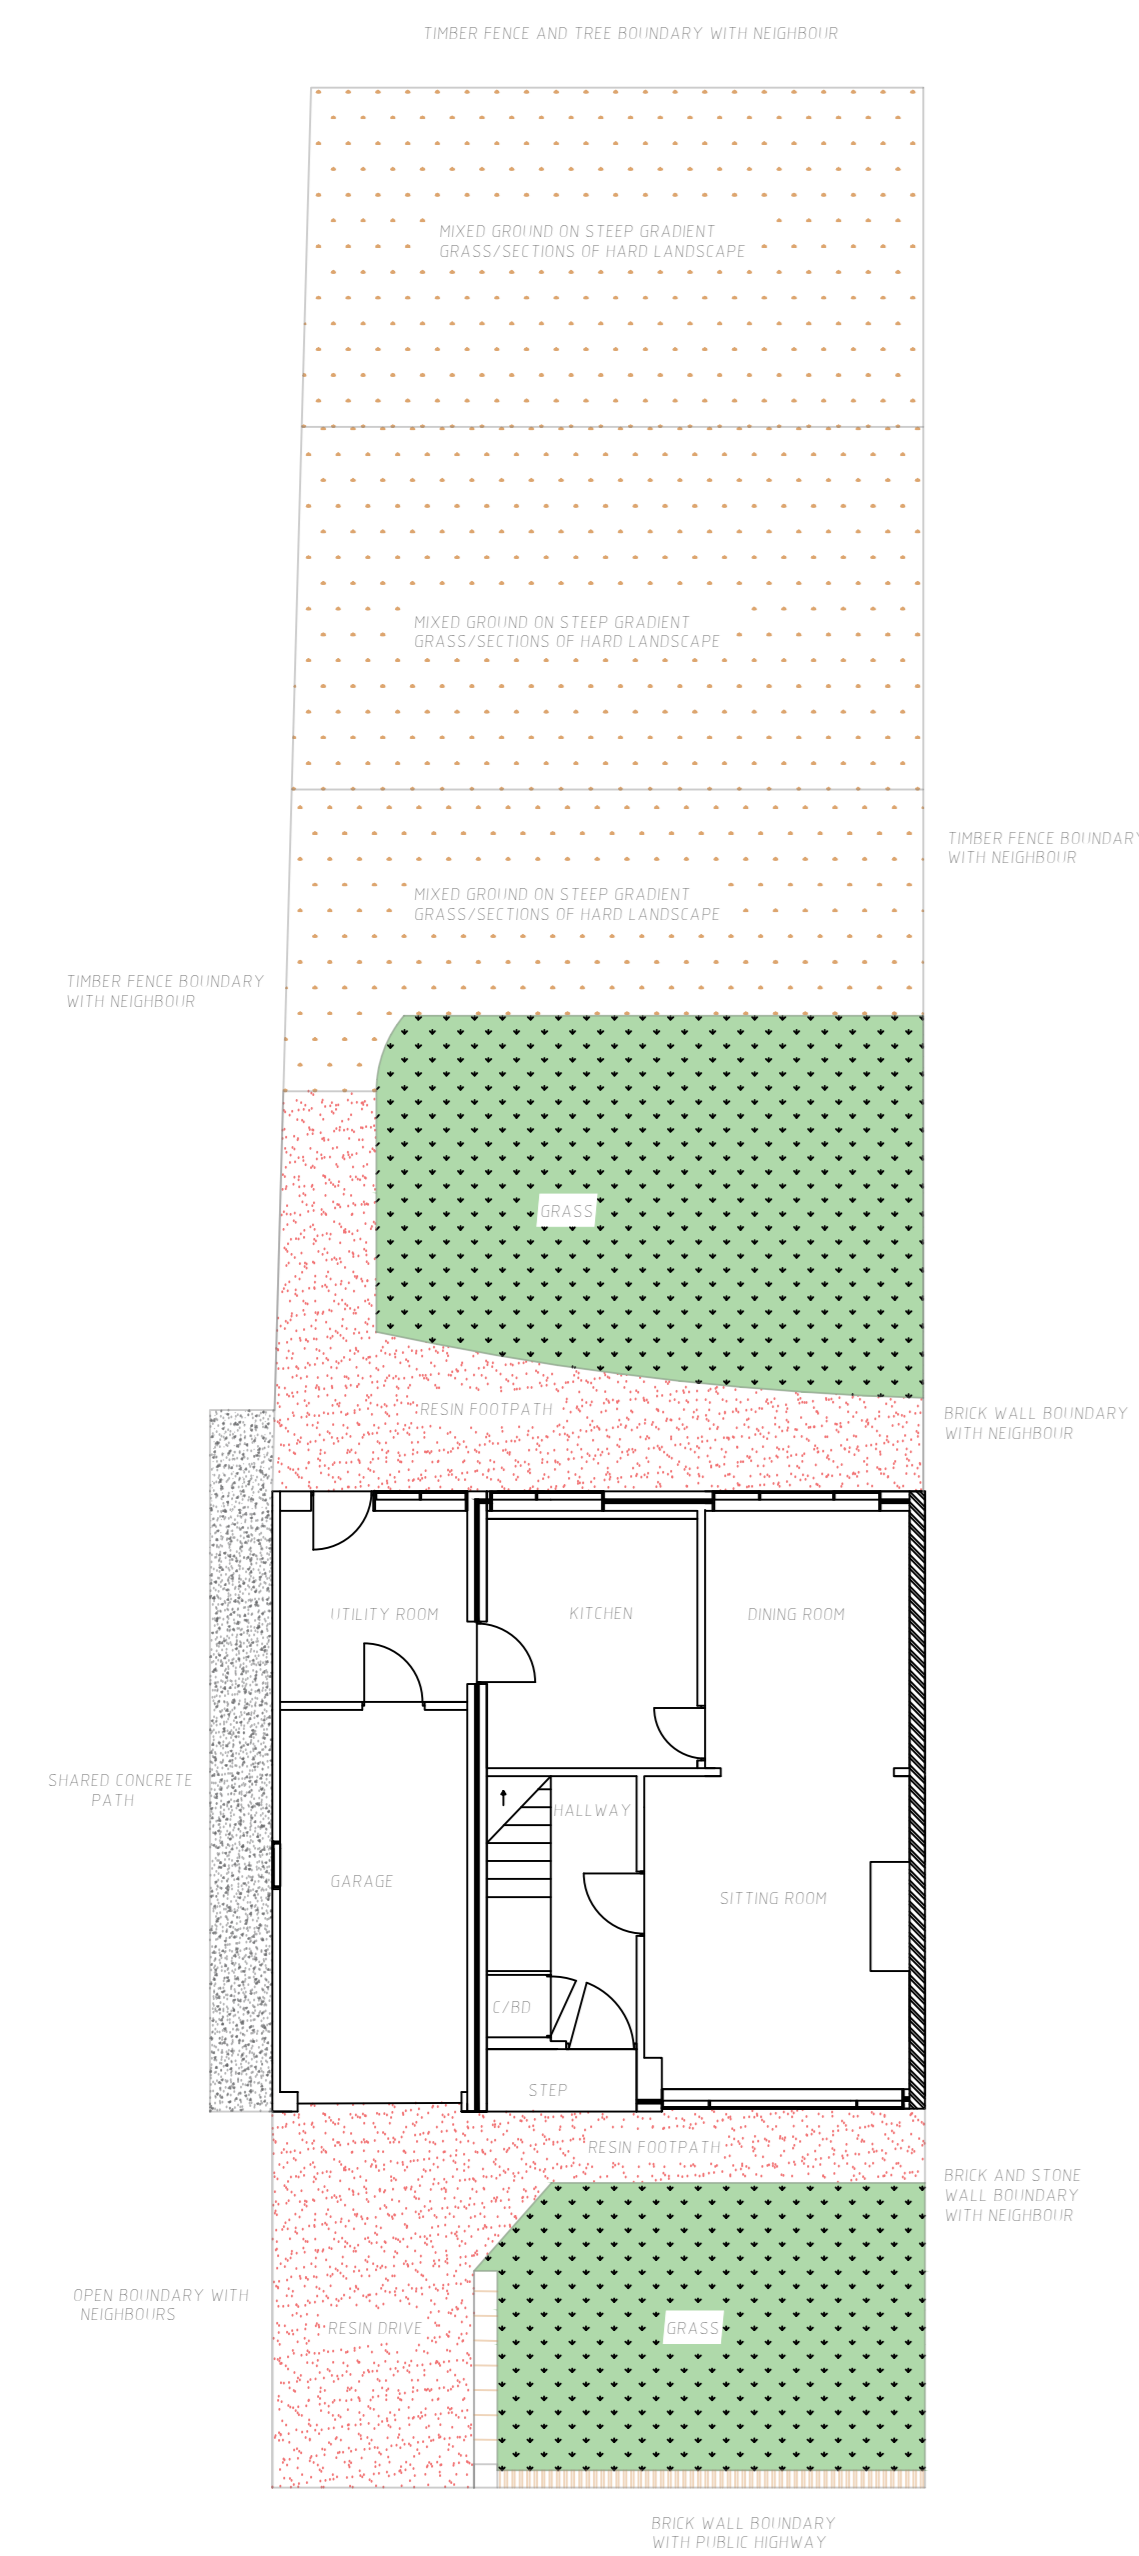 TIMBER FENCE AND TREE BOUNDARY WITH NEIGHBOUR
MIXED GROUND ON STEEP GRADIENT
GRASS/SECTIONS OF HARD LANDSCAPE
MIXED GROUND ON STEEP GRADIENT
GRASS/SECTIONS OF HARD LANDSCAPE
TIMBER FENCE BOUNDARY
WITH NEIGHBOUR
MIXED GROUND ON STEEP GRADIENT
GRASS/SECTIONS OF HARD LANDSCAPE
TIMBER FENCE BOUNDARY
WITH NEIGHBOUR
GRASS
RESIN FOOTPATH
BRICK WALL BOUNDARY
WITH NEIGHBOUR
UTILITY ROOM
KITCHEN
DINING ROOM
SHARED CONCRETE
PATH
HALLWAY
GARAGE
SITTING ROOM
C/BD
STEP
RESIN FOOTPATH
BRICK AND STONE
WALL BOUNDARY
WITH NEIGHBOUR
OPEN BOUNDARY WITH
NEIGHBOURS
RESIN DRIVE
GRASS
BRICK WALL BOUNDARY
WITH PUBLIC HIGHWAY